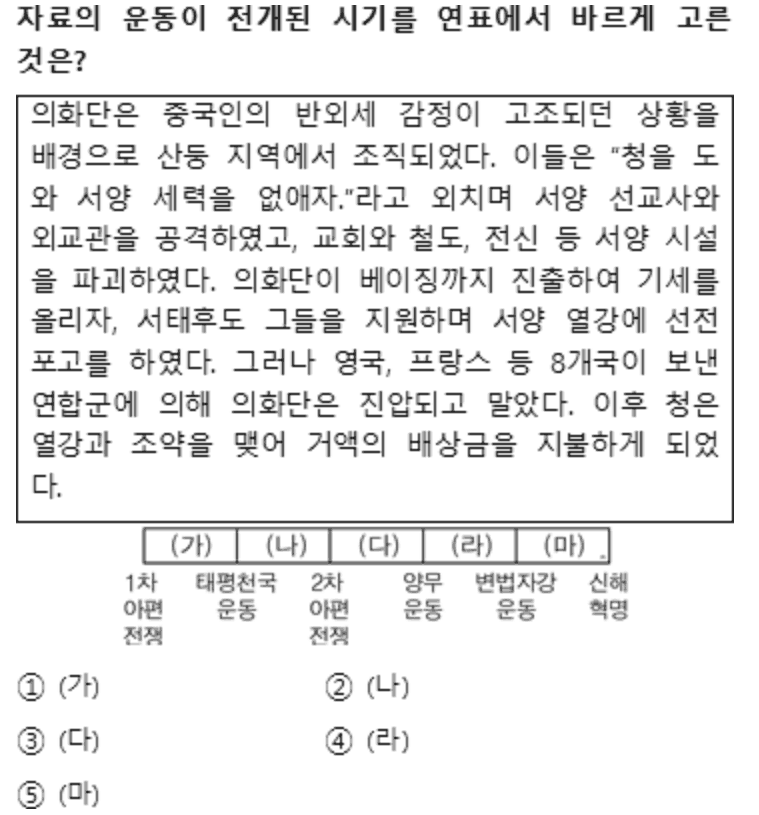 자료의 운동이 전개된 시기를 연표에서 바르게 고른
것은?
의화단은 중국인의 반외세 감정이 고조되던 상황을
배경으로 산둥 지역에서 조직되었다. 이들은 "청을 도
와 서양 세력을 없애자."라고 외치며 서양 선교사와
외교관을 공격하였고, 교회와 철도, 전신 등 서양 시설
을 파괴하였다. 의화단이 베이징까지 진출하여 기세를
올리자, 서태후도 그들을 지원하며 서양 열강에 선전
포고를 하였다. 그러나 영국, 프랑스 등 8개국이 보낸
연합군에 의해 의화단은 진압되고 말았다. 이후 청은
열강과 조약을 맺어 거액의 배상금을 지불하게 되었
다.
(가) (나) (다) (라) (마)
1차 태평천국 2차 양무 변법자강 신해
아편 운동 아편 운동 운동 혁명
전쟁 전쟁
① (가) ② (나)
③ (다) ④ (라)
⑤ (마)